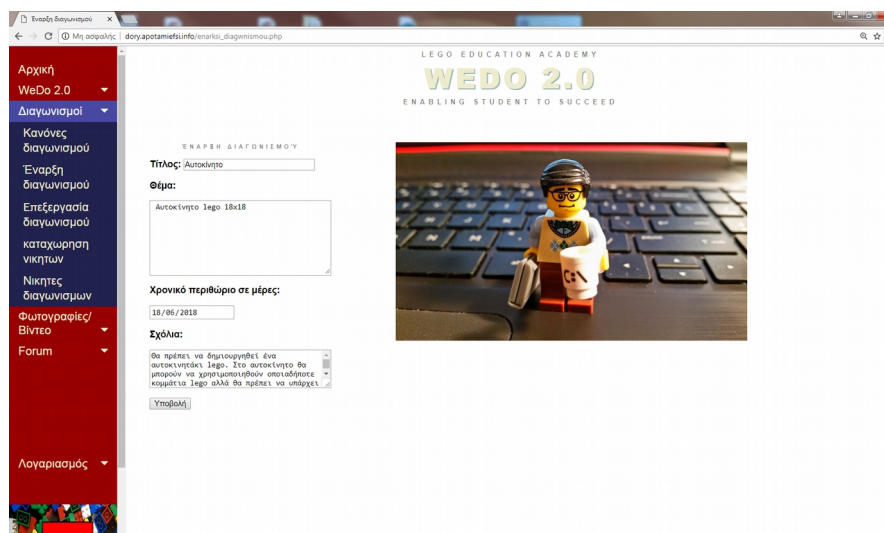 Έναρξη διαγωνισμού
Μη ασφαλής
dory.apotamiefsi.info/enarksi_diagwnismou.php
LEGO EDUCATION ACADEMY
WEDO 2.0
ENABLING STUDENT TO SUCCEED
Αρχική
WeDo 2.0
Διαγωνισμοί
Κανόνες
διαγωνισμού
Έναρξη
διαγωνισμού
Επεξεργασία
διαγωνισμού
καταχωρηση
νικητων
Νικητες
διαγωνισμων
Φωτογραφίες/
Βίντεο
Forum
Λογαριασμός
ΈΝΑΡΞΗ ΔΙΑΓΟΝΙΣΜΟΎ
Τίτλος: Αυτοκίνητο
Θέμα:
Αυτοκίνητο lego 18x18
Χρονικό περιθώριο σε μέρες:
18/06/2018
Σχόλια:
Θα πρέπει να δημιουργηθεί ένα
αυτοκινητάκι lego. Στο αυτοκίνητο θα
μπορούν να χρησιμοποιηθούν οποιαδήποτε
κομμάτια lego αλλά θα πρέπει να υπάρχει
Υποβολή
C:\